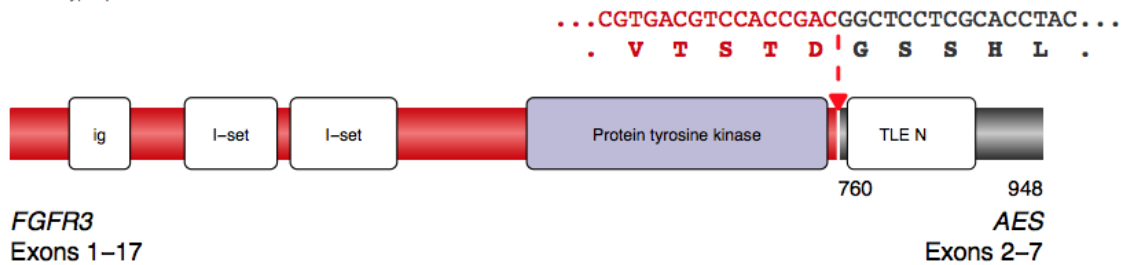 ...CGTGACGTCCACCGACGGCTCCTCGCACCTAC...
. V T S T D G S S H L .
ig I-set I-set Protein tyrosine kinase TLE N
760 948
FGFR3 AES
Exons 1-17 Exons 2-7